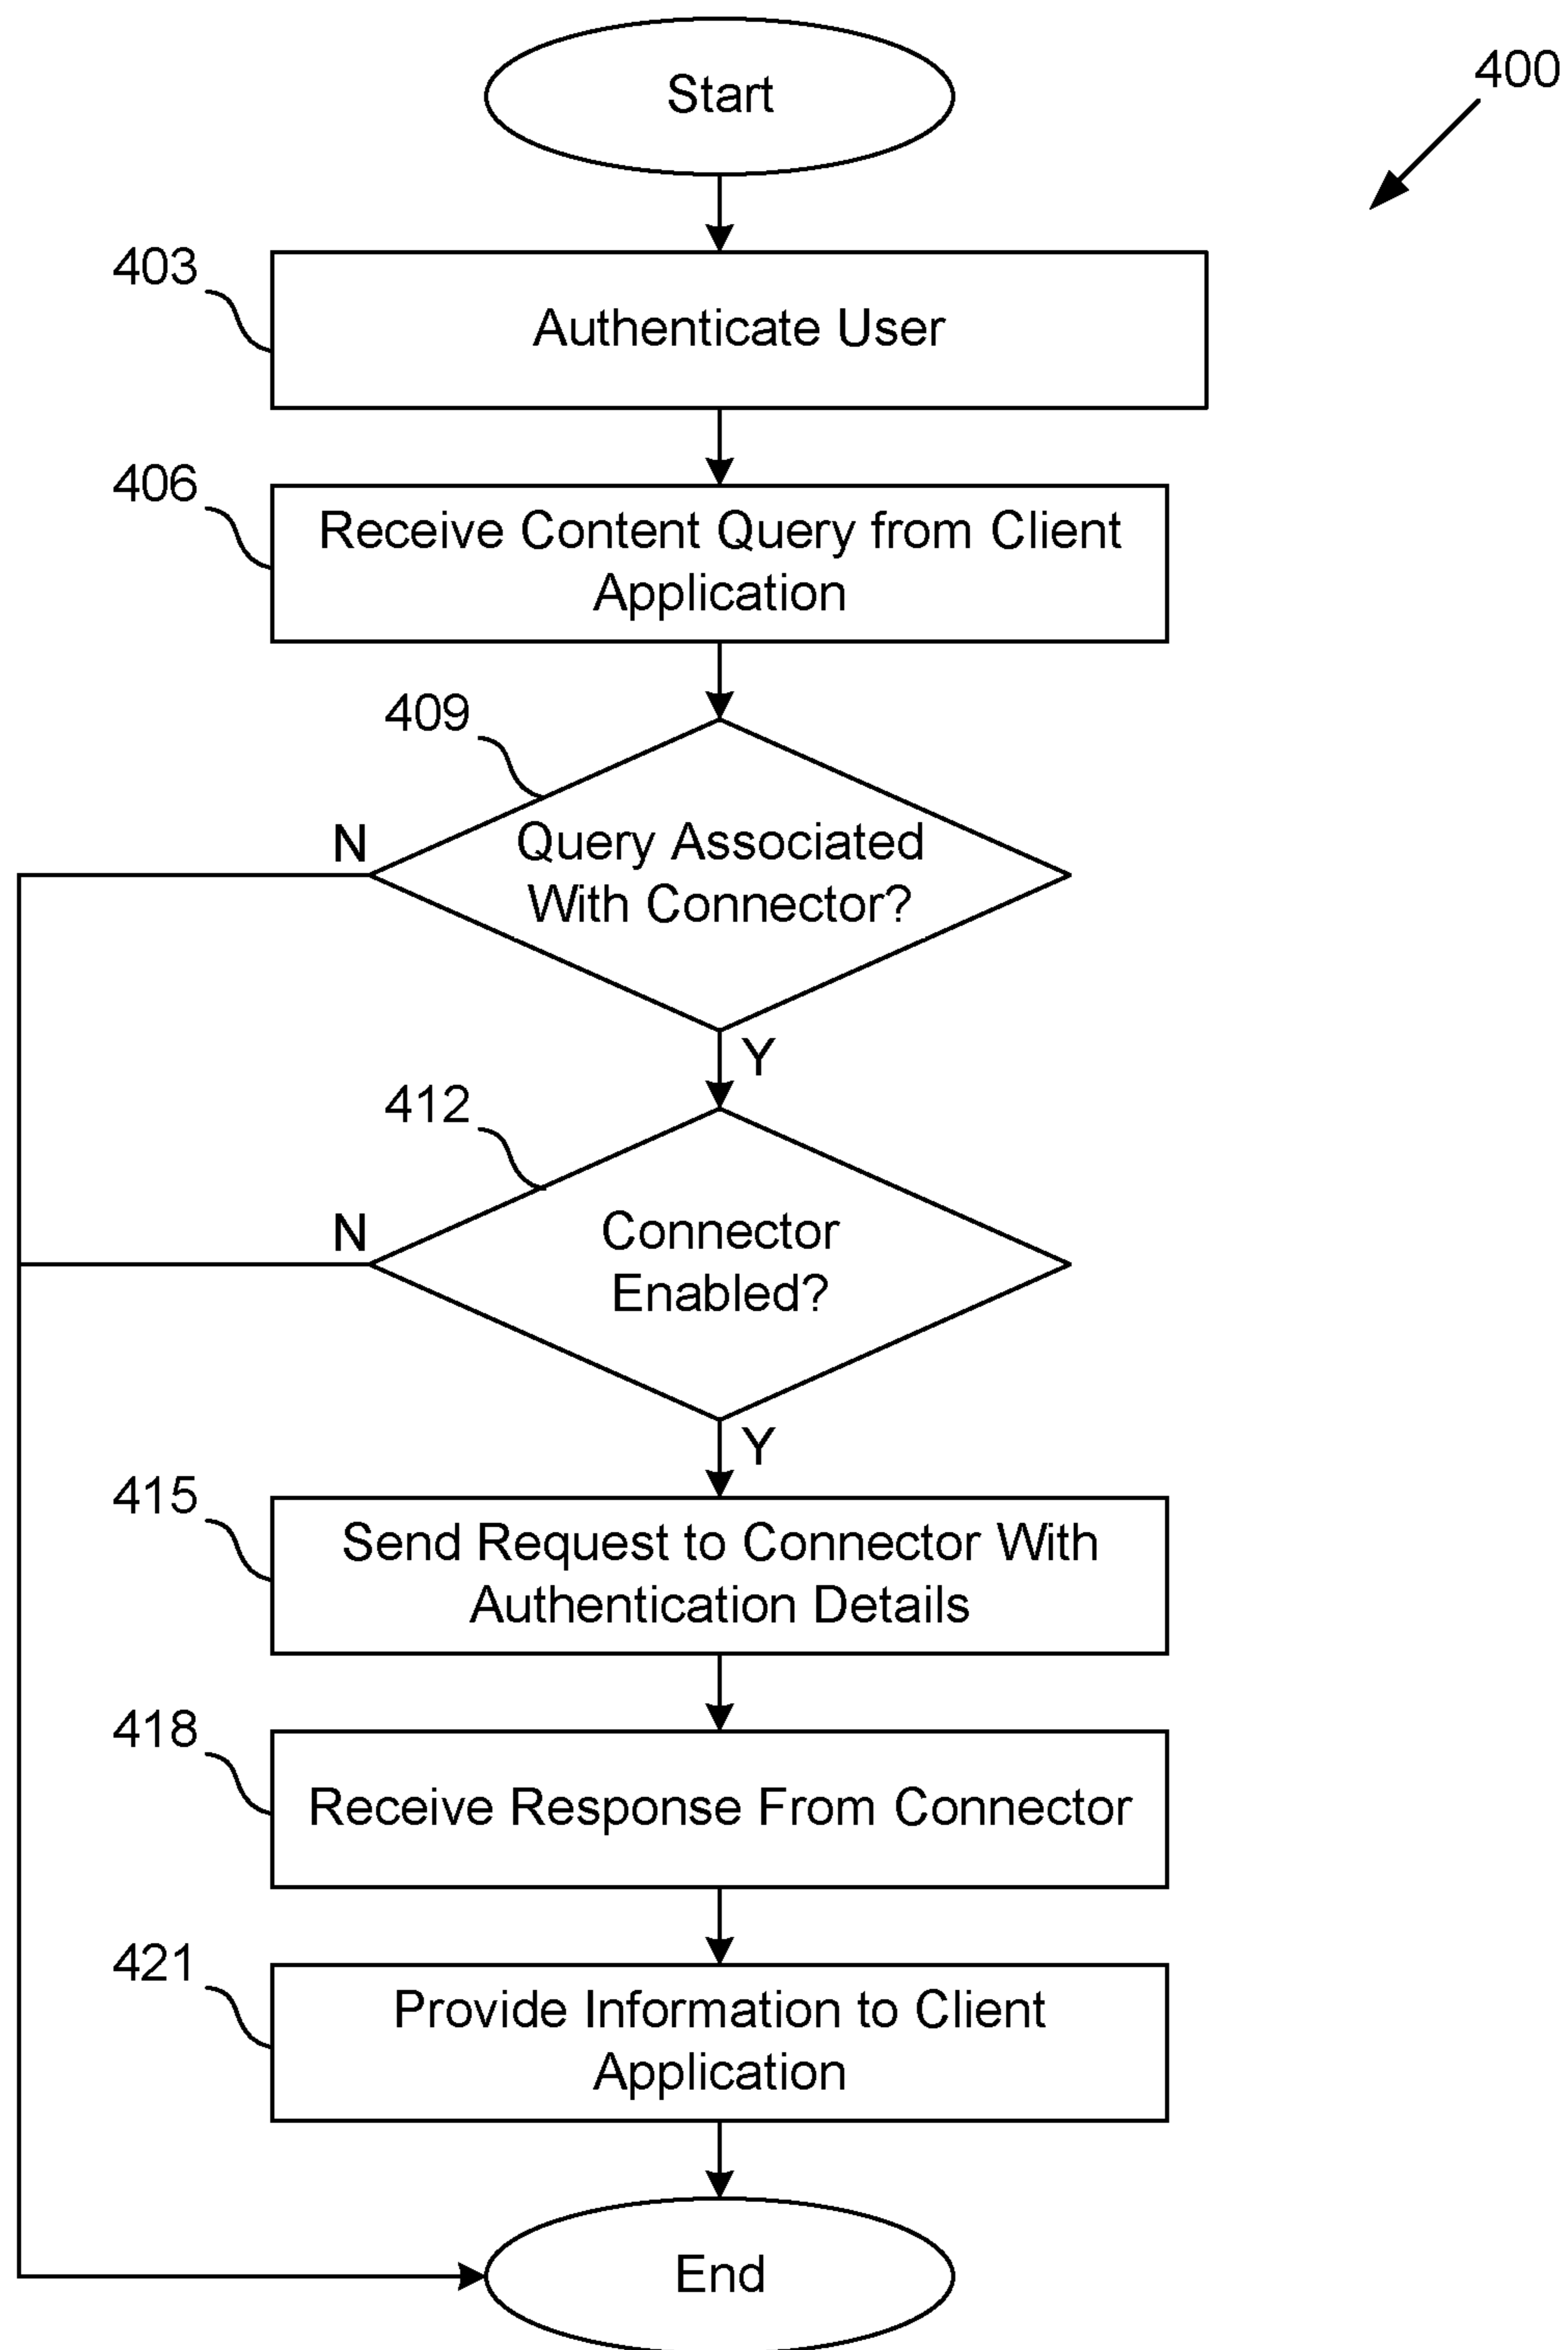 Start
400
403
Authenticate User
406
Receive Content Query from Client
Application
409
N
Query Associated
With Connector?
Y
412
N
Connector
Enabled?
Y
415
Send Request to Connector With
Authentication Details
418
Receive Response From Connector
421
Provide Information to Client
Application
End